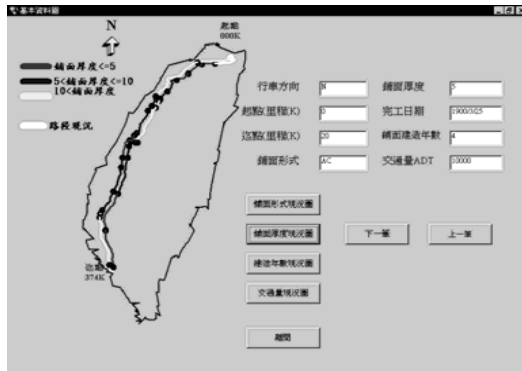 基本資料圖
N
起點
000K
鋪面厚度<=5
5<鋪面厚度<=10
10<鋪面厚度
路段現況
迄點
374K
行車方向 N 鋪面厚度 5
起點(里程(K) 0 完工日期 1900/3/25
迄點(里程(K) 20 鋪面建造年數 4
鋪面形式 AC 交通量ADT 10000
鋪面形式現況圖
鋪面厚度現況圖 下一筆 上一筆
建造年數現況圖
交通量現況圖
離開